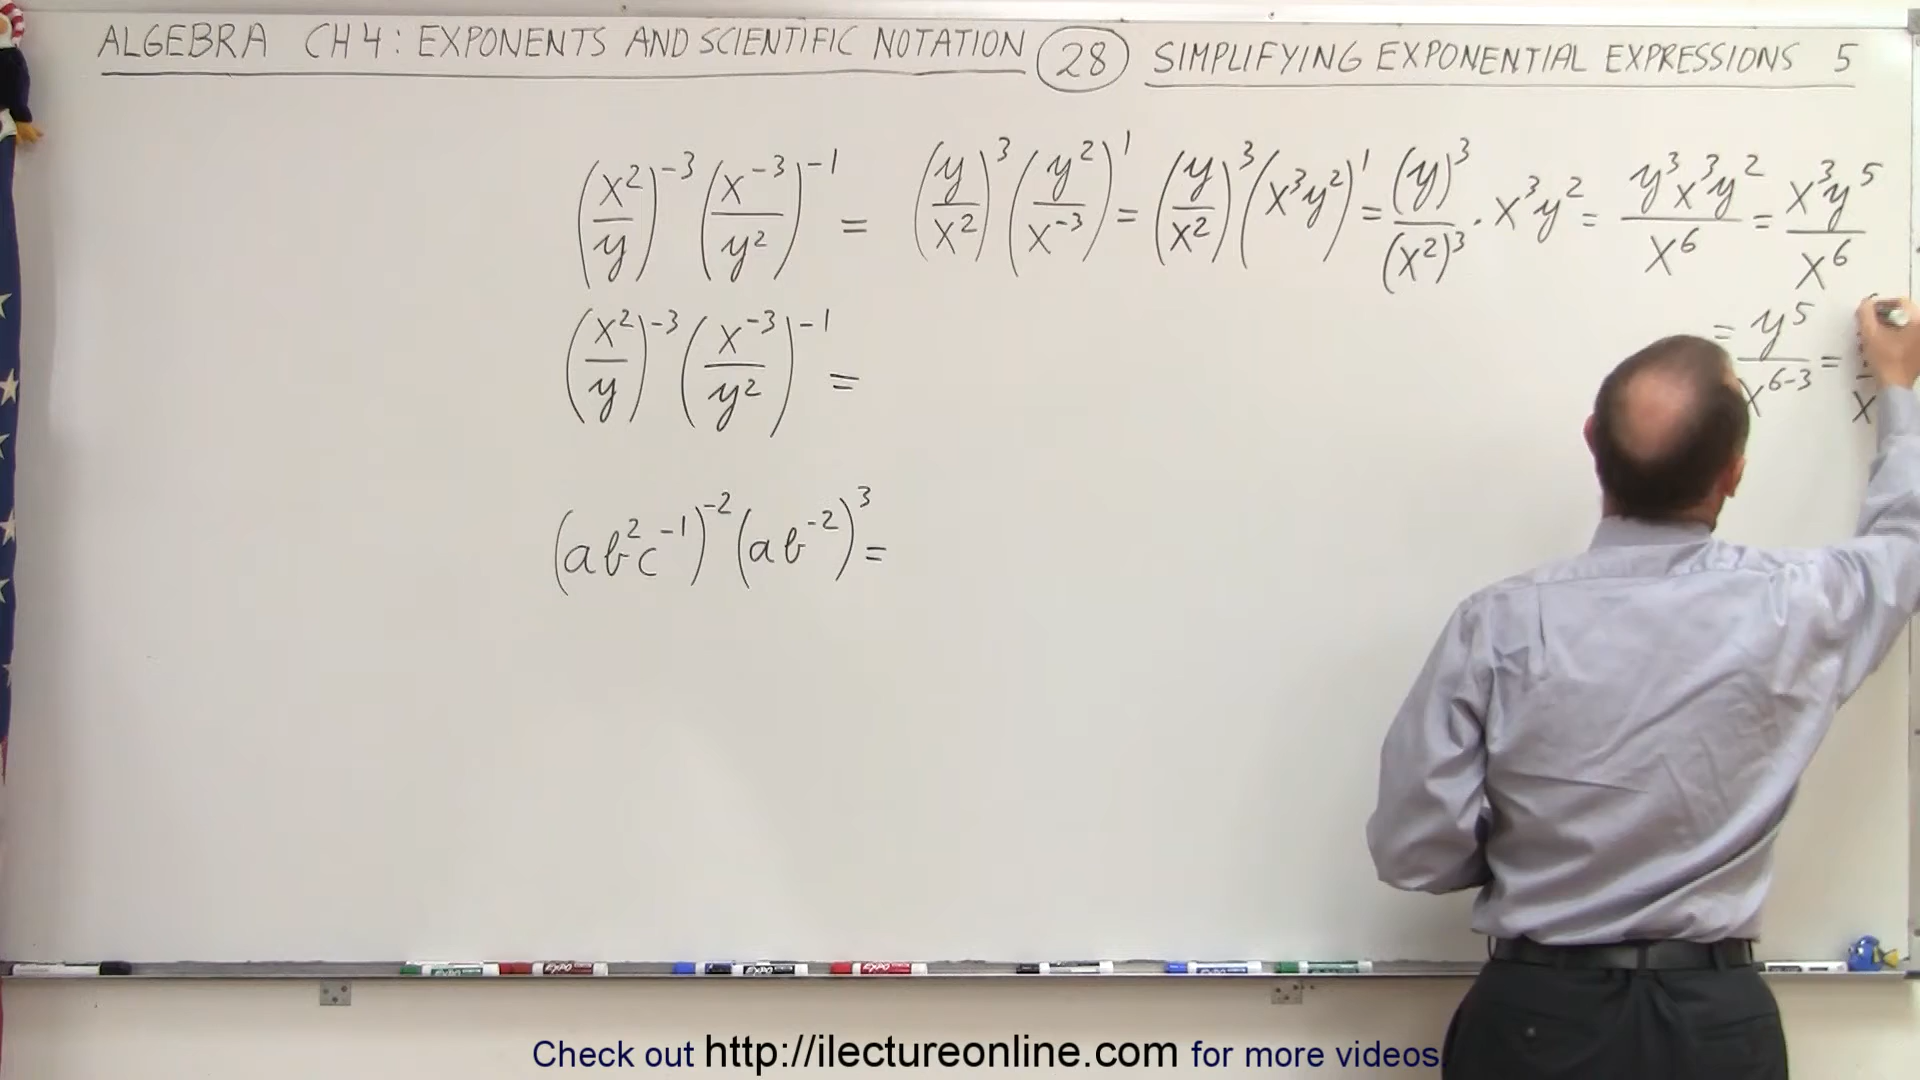 ALGEBRA CH 4: EXPONENTS AND SCIENTIFIC NOTATION 28 SIMPLIFYING EXPONENTIAL EXPRESSIONS 5
(x²/y)⁻³ (x⁻³/y²)⁻¹ = (y/x²)³ (y²/x⁻³)¹ = (y/x²)³ (x³y²)¹ = (y)³/(x²)³ · x³y² = y³x³y²/x⁶ = x³y⁵/x⁶
= y⁵/x⁶⁻³ = /x
(x²/y)⁻³ (x⁻³/y²)⁻¹ =
(ab²c⁻¹)⁻² (ab⁻²)³ =
Check out http://ilectureonline.com for more videos.